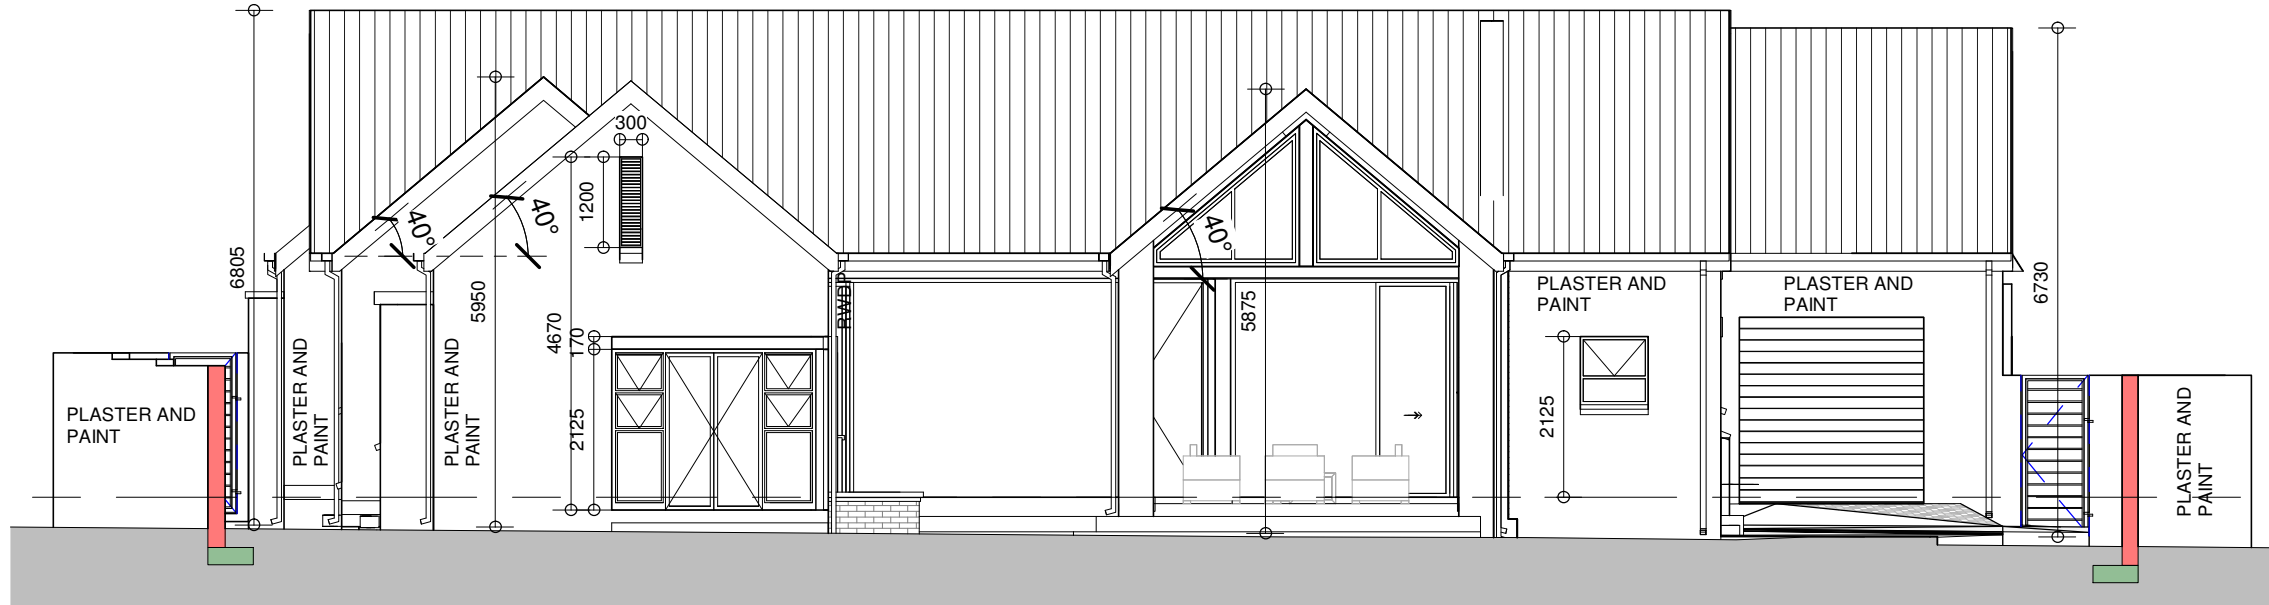 300
1200
40°
40°
40°
6805
5950
4670
170
2125
RWDP
5875
2125
6730
PLASTER AND
PAINT
PLASTER AND
PAINT
PLASTER AND
PAINT
PLASTER AND
PAINT
PLASTER AND
PAINT
PLASTER AND
PAINT